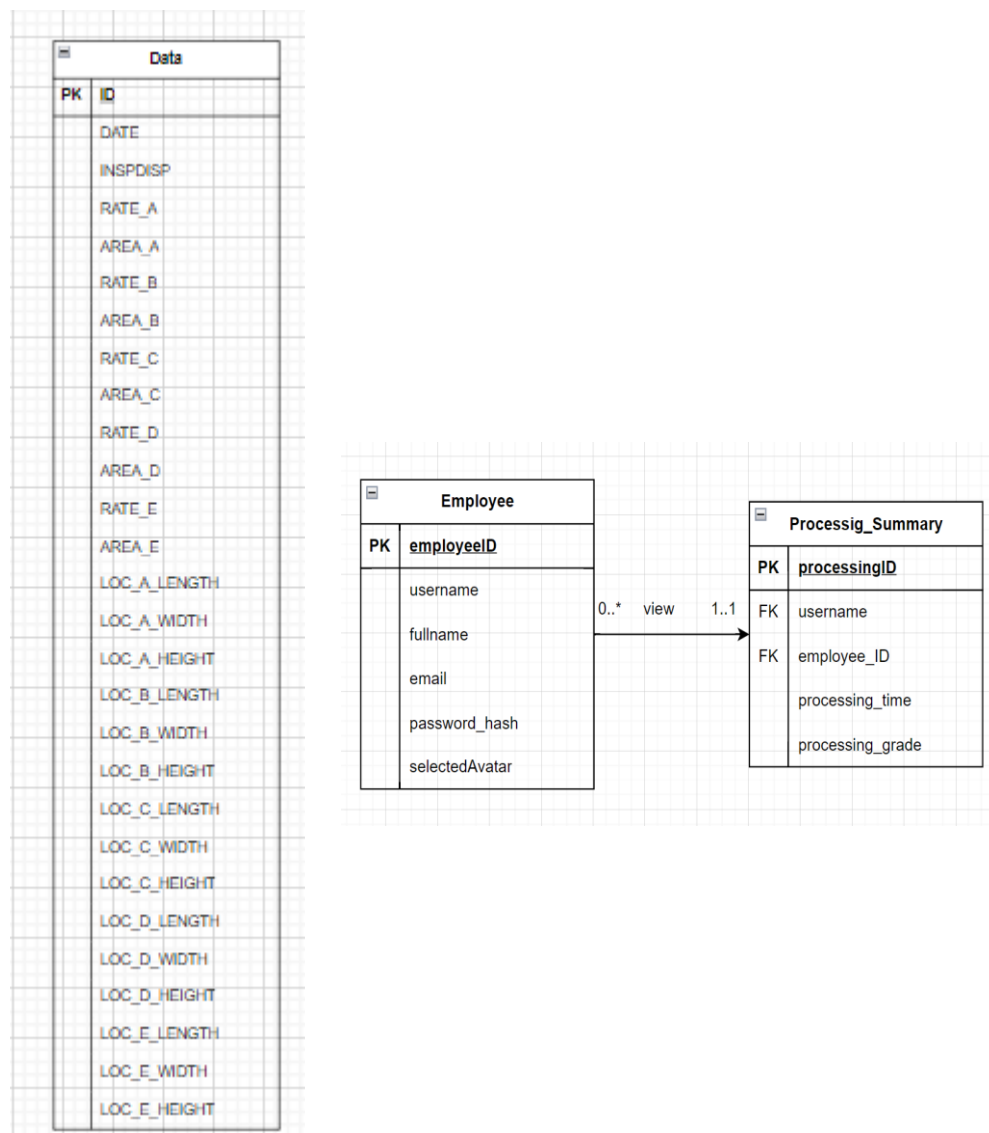 Data
PK ID
DATE
INSPDISP
RATE_A
AREA_A
RATE_B
AREA_B
RATE_C
AREA_C
RATE_D
AREA_D
RATE_E
AREA_E
LOC_A_LENGTH
LOC_A_WIDTH
LOC_A_HEIGHT
LOC_B_LENGTH
LOC_B_WIDTH
LOC_B_HEIGHT
LOC_C_LENGTH
LOC_C_WIDTH
LOC_C_HEIGHT
LOC_D_LENGTH
LOC_D_WIDTH
LOC_D_HEIGHT
LOC_E_LENGTH
LOC_E_WIDTH
LOC_E_HEIGHT
Employee
PK employeeID
username
fullname
email
password_hash
selectedAvatar
0..* view 1..1
Processig_Summary
PK processingID
FK username
FK employee_ID
processing_time
processing_grade